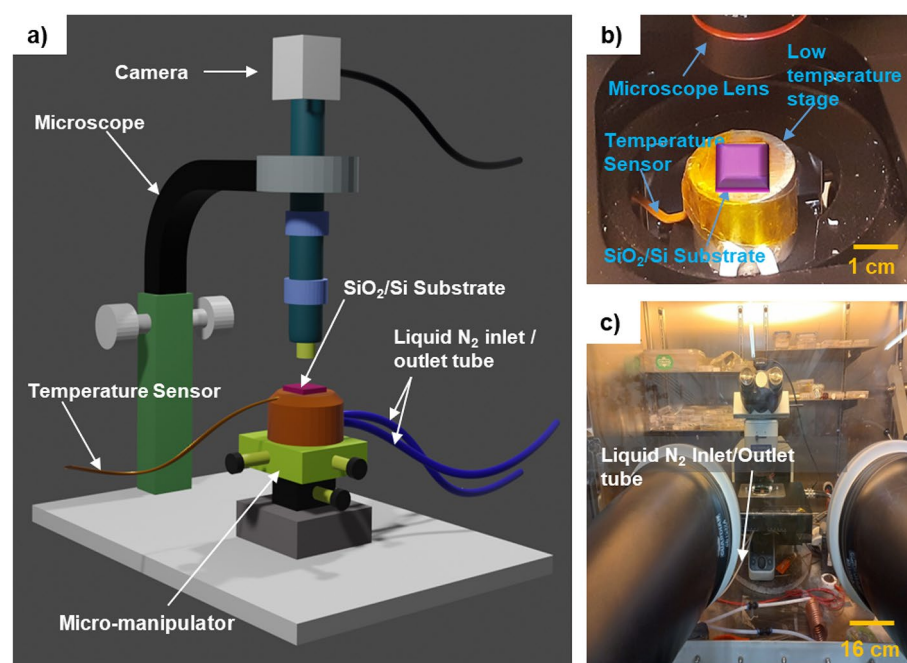 a)
Camera
Microscope
SiO₂/Si Substrate
Liquid N₂ inlet /
outlet tube
Temperature Sensor
Micro-manipulator
b)
Low
temperature
stage
Microscope Lens
Temperature
Sensor
SiO₂/Si Substrate
1 cm
c)
Liquid N₂ Inlet/Outlet
tube
16 cm